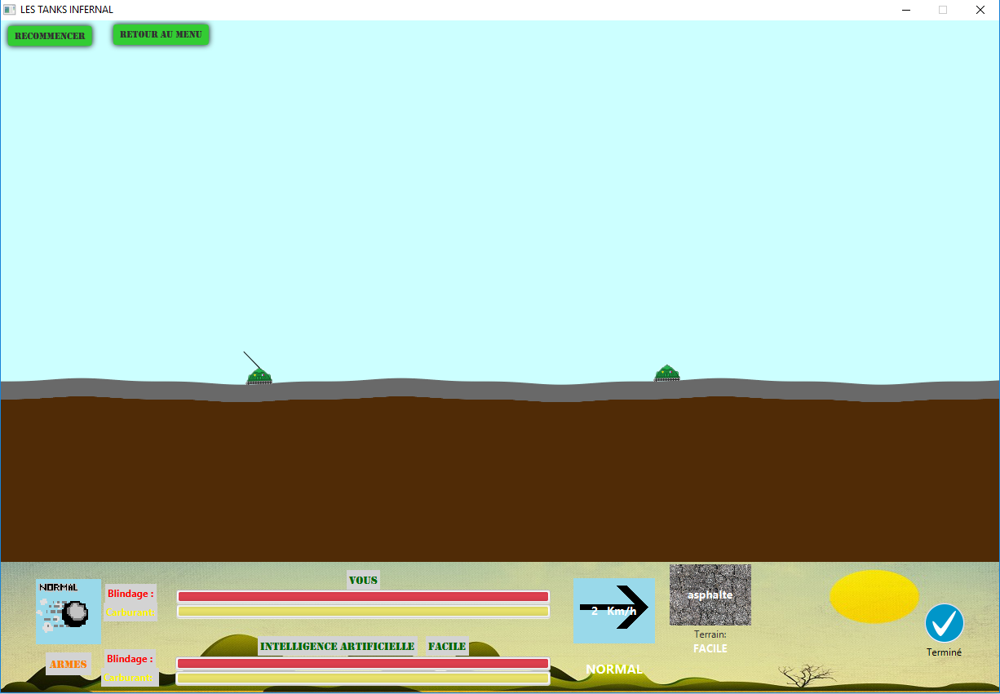 LES TANKS INFERNAL
RECOMMENCER
RETOUR AU MENU
NORMAL
Blindage :
Carburant:
VOUS
2 Km/h
asphalte
Terrain:
FACILE
Terminé
ARMES
INTELLIGENCE ARTIFICIELLE FACILE
Blindage :
Carburant:
NORMAL